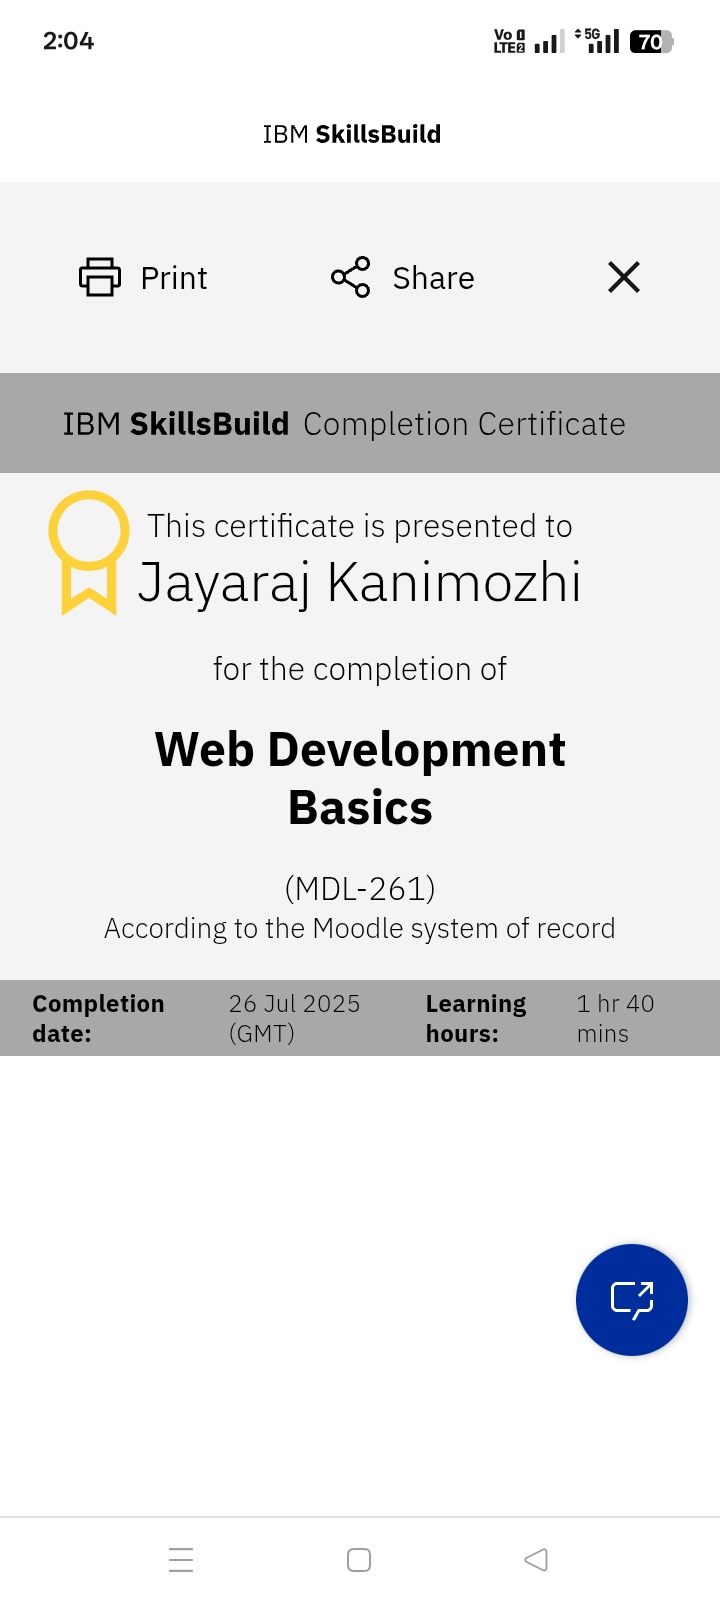 2:04
Vo
LTE2
5G
70
IBM SkillsBuild
Print
Share
IBM SkillsBuild Completion Certificate
This certificate is presented to
Jayaraj Kanimozhi
for the completion of
Web Development
Basics
(MDL-261)
According to the Moodle system of record
Completion date:
26 Jul 2025 (GMT)
Learning hours:
1 hr 40 mins